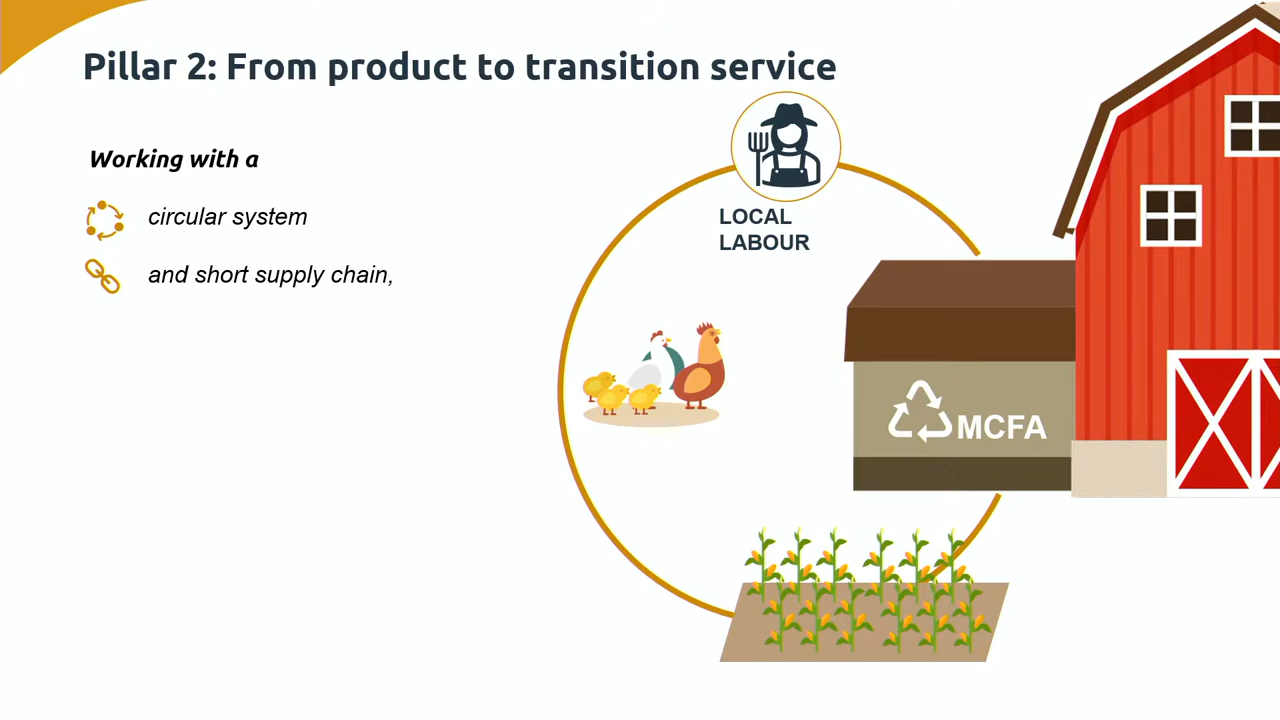 Pillar 2: From product to transition service
Working with a
circular system
and short supply chain,
LOCAL
LABOUR
MCFA